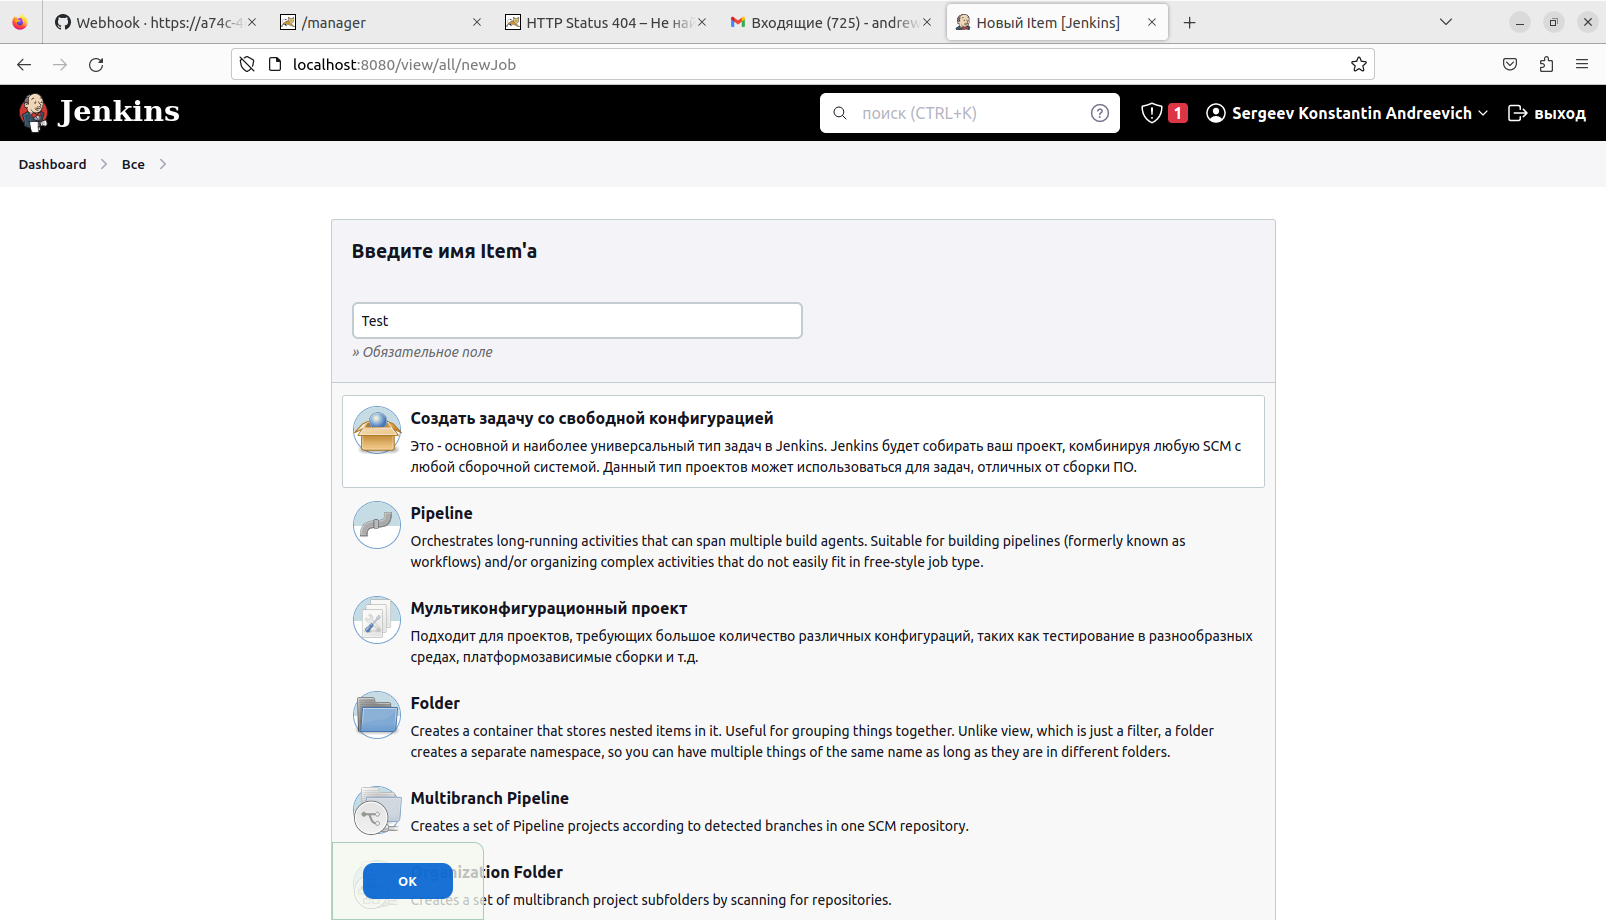 Webhook · https://a74c-4
/manager
HTTP Status 404 – Не най
Входящие (725) - andrew
Новый Item [Jenkins]
localhost:8080/view/all/newJob
Jenkins
поиск (CTRL+K)
1
Sergeev Konstantin Andreevich
выход
Dashboard
Все
Введите имя Item'а
Test
» Обязательное поле
Создать задачу со свободной конфигурацией
Это - основной и наиболее универсальный тип задач в Jenkins. Jenkins будет собирать ваш проект, комбинируя любую SCM с
любой сборочной системой. Данный тип проектов может использоваться для задач, отличных от сборки ПО.
Pipeline
Orchestrates long-running activities that can span multiple build agents. Suitable for building pipelines (formerly known as
workflows) and/or organizing complex activities that do not easily fit in free-style job type.
Мультиконфигурационный проект
Подходит для проектов, требующих большое количество различных конфигураций, таких как тестирование в разнообразных
средах, платформозависимые сборки и т.д.
Folder
Creates a container that stores nested items in it. Useful for grouping things together. Unlike view, which is just a filter, a folder
creates a separate namespace, so you can have multiple things of the same name as long as they are in different folders.
Multibranch Pipeline
Creates a set of Pipeline projects according to detected branches in one SCM repository.
Organization Folder
OK
Creates a set of multibranch project subfolders by scanning for repositories.